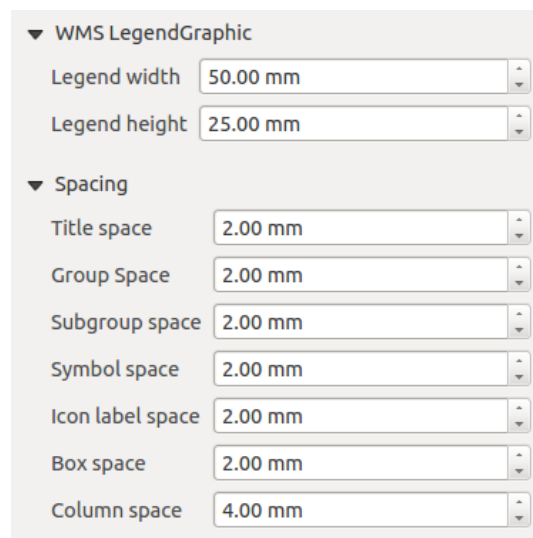 WMS LegendGraphic
Legend width 50.00 mm
Legend height 25.00 mm
Spacing
Title space 2.00 mm
Group Space 2.00 mm
Subgroup space 2.00 mm
Symbol space 2.00 mm
Icon label space 2.00 mm
Box space 2.00 mm
Column space 4.00 mm